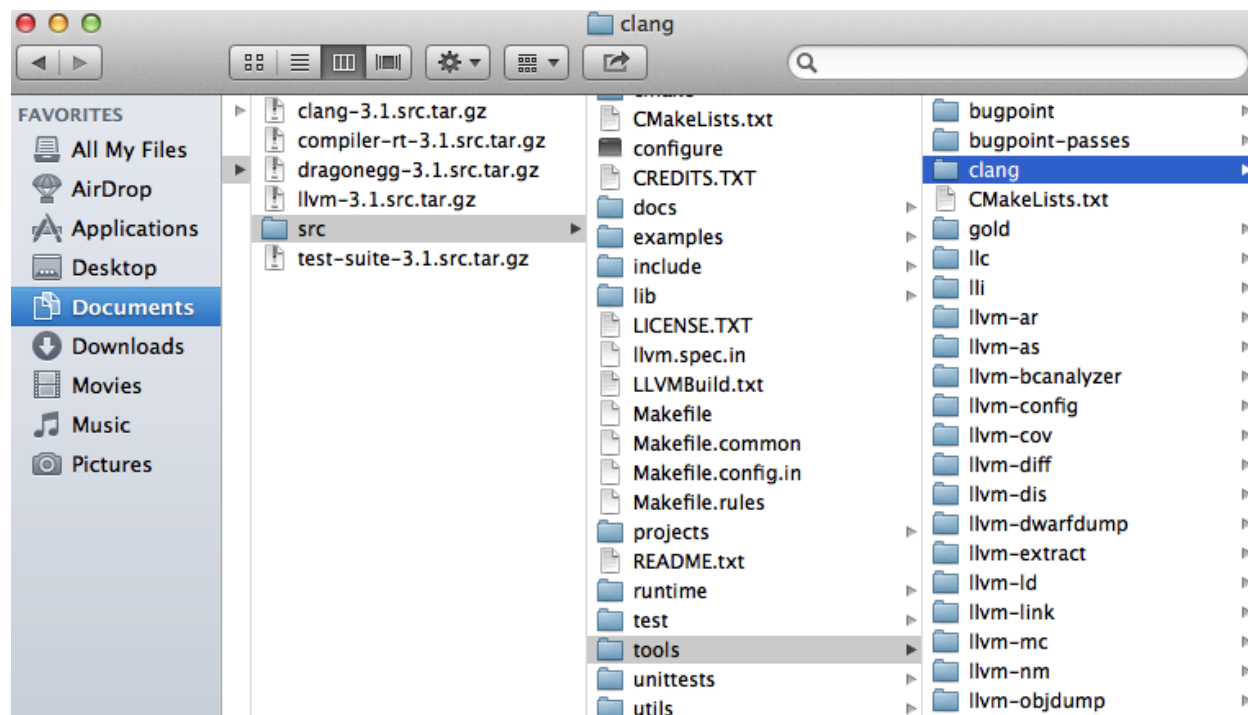 clang
FAVORITES
All My Files
AirDrop
Applications
Desktop
Documents
Downloads
Movies
Music
Pictures
clang-3.1.src.tar.gz
compiler-rt-3.1.src.tar.gz
dragonegg-3.1.src.tar.gz
llvm-3.1.src.tar.gz
src
test-suite-3.1.src.tar.gz
CMakeLists.txt
configure
CREDITS.TXT
docs
examples
include
lib
LICENSE.TXT
llvm.spec.in
LLVMBuild.txt
Makefile
Makefile.common
Makefile.config.in
Makefile.rules
projects
README.txt
runtime
test
tools
unittests
utils
bugpoint
bugpoint-passes
clang
CMakeLists.txt
gold
llc
lli
llvm-ar
llvm-as
llvm-bcanalyzer
llvm-config
llvm-cov
llvm-diff
llvm-dis
llvm-dwarfdump
llvm-extract
llvm-ld
llvm-link
llvm-mc
llvm-nm
llvm-objdump